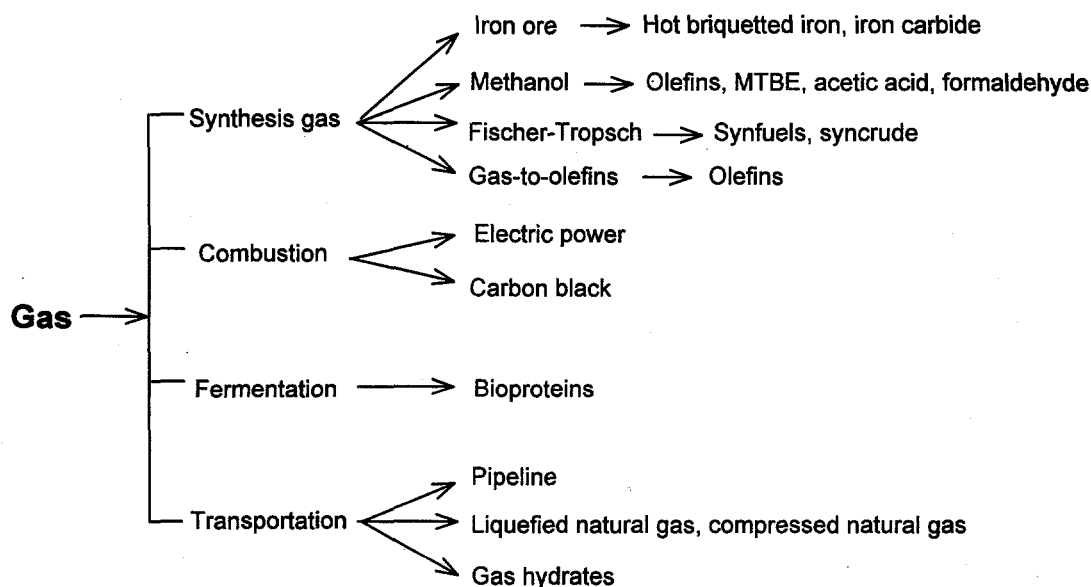 Iron ore
Hot briquetted iron, iron carbide
Methanol
Olefins, MTBE, acetic acid, formaldehyde
Synthesis gas
Fischer-Tropsch
Synfuels, syncrude
Gas-to-olefins
Olefins
Electric power
Combustion
Carbon black
Gas
Fermentation
Bioproteins
Pipeline
Transportation
Liquefied natural gas, compressed natural gas
Gas hydrates